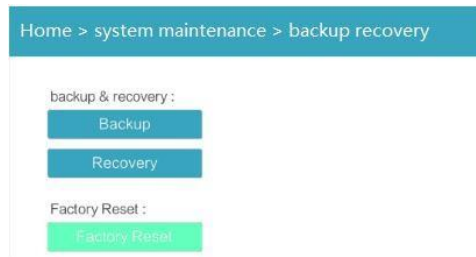 Home > system maintenance > backup recovery
backup & recovery :
Backup
Recovery
Factory Reset :
Factory Reset